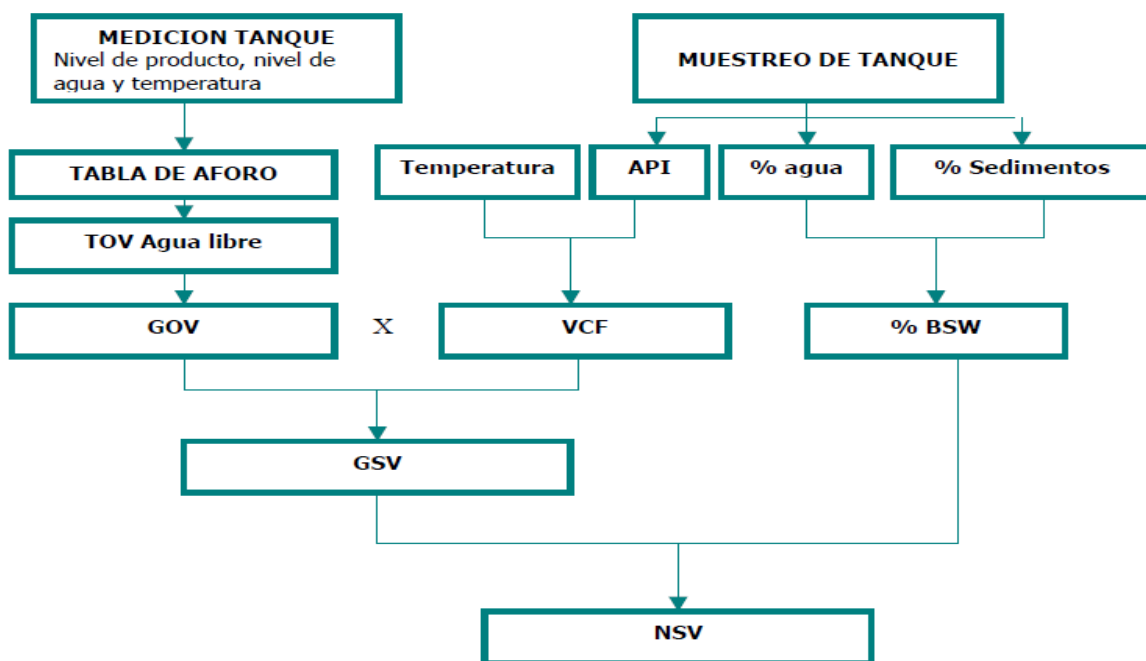 MEDICION TANQUE
Nivel de producto, nivel de
agua y temperatura
MUESTREO DE TANQUE
TABLA DE AFORO
Temperatura
API
% agua
% Sedimentos
TOV Agua libre
GOV
X
VCF
% BSW
GSV
NSV